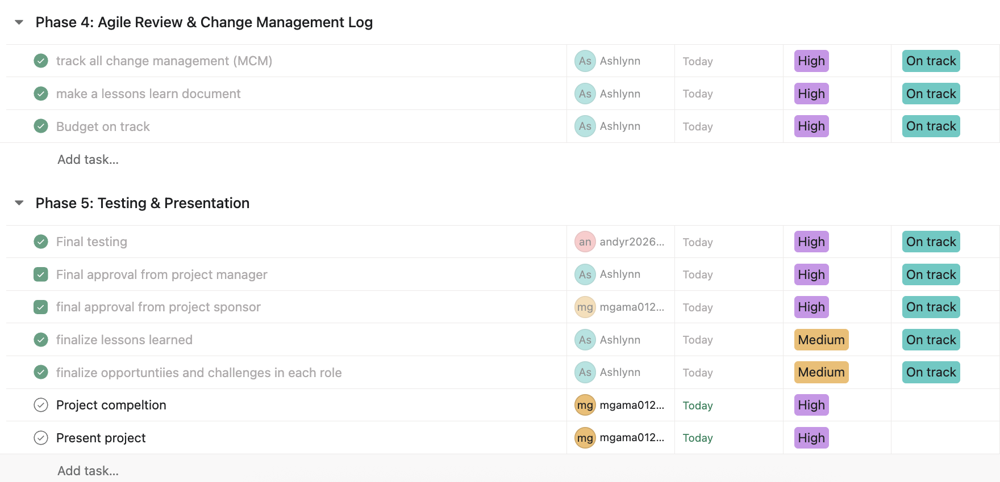 Phase 4: Agile Review & Change Management Log
track all change management (MCM) As Ashlynn Today High On track
make a lessons learn document As Ashlynn Today High On track
Budget on track As Ashlynn Today High On track
Add task...
Phase 5: Testing & Presentation
Final testing an andyr2026... Today High On track
Final approval from project manager As Ashlynn Today High On track
final approval from project sponsor mg mgama012... Today High On track
finalize lessons learned As Ashlynn Today Medium On track
finalize opportuntiies and challenges in each role As Ashlynn Today Medium On track
Project compeltion mg mgama012... Today High
Present project mg mgama012... Today High
Add task...